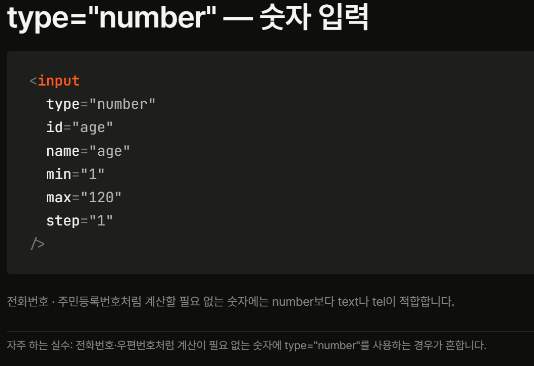 type="number" — 숫자 입력
<input
type="number"
id="age"
name="age"
min="1"
max="120"
step="1"
/>
전화번호 · 주민등록번호처럼 계산할 필요 없는 숫자에는 number보다 text나 tel이 적합합니다.
자주 하는 실수: 전화번호·우편번호처럼 계산이 필요 없는 숫자에 type="number"를 사용하는 경우가 흔합니다.